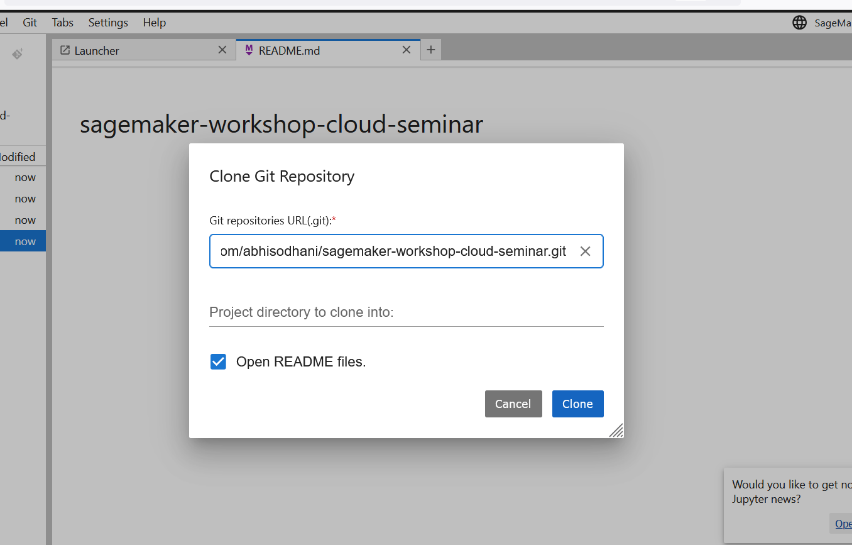 el Git Tabs Settings Help
SageMa
Launcher
README.md
d-
Modified
now
now
now
now
sagemaker-workshop-cloud-seminar
Clone Git Repository
Git repositories URL(.git):*
om/abhisodhani/sagemaker-workshop-cloud-seminar.git
Project directory to clone into:
Open README files.
Cancel Clone
Would you like to get no
Jupyter news?
Ope